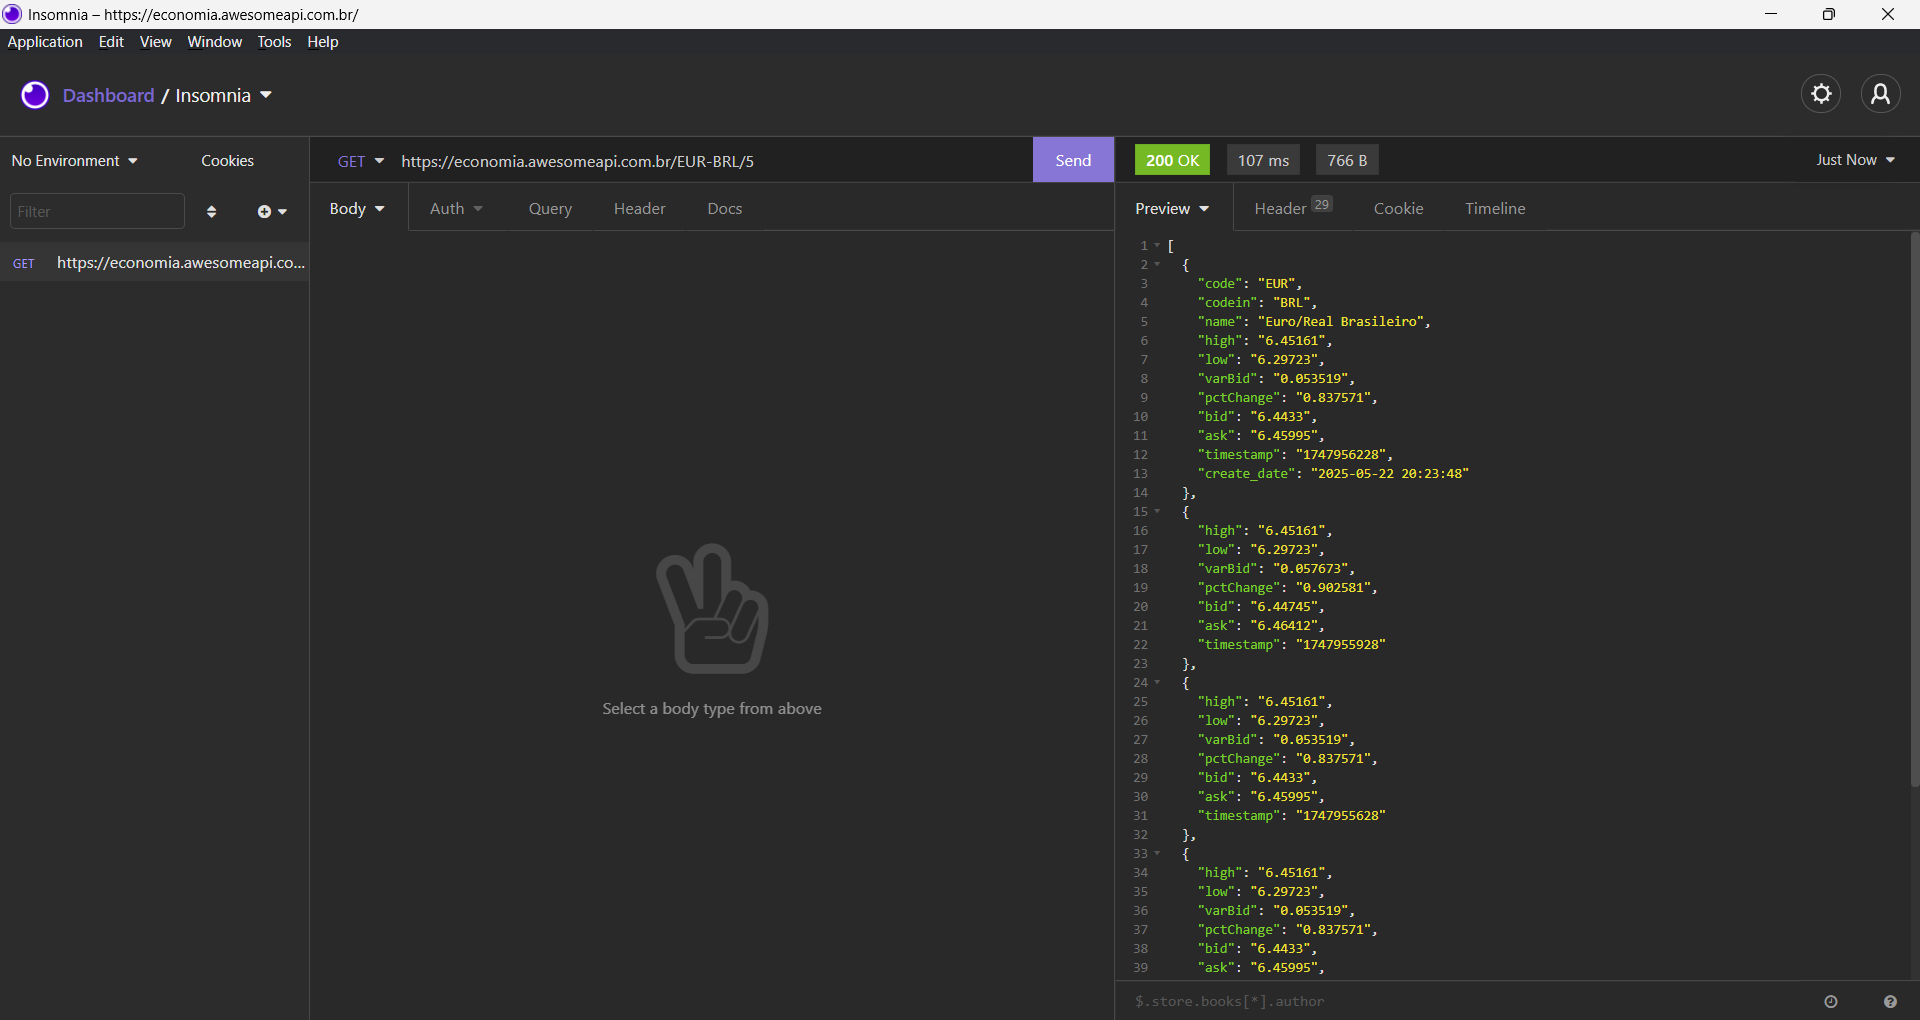 Insomnia – https://economia.awesomeapi.com.br/
Application Edit View Window Tools Help
Dashboard / Insomnia
No Environment Cookies
GET https://economia.awesomeapi.com.br/EUR-BRL/5 Send
200 OK 107 ms 766 B Just Now
Filter
Body Auth Query Header Docs
Preview Header 29 Cookie Timeline
GET https://economia.awesomeapi.co...
Select a body type from above
1 [
2 {
3 "code": "EUR",
4 "codein": "BRL",
5 "name": "Euro/Real Brasileiro",
6 "high": "6.45161",
7 "low": "6.29723",
8 "varBid": "0.053519",
9 "pctChange": "0.837571",
10 "bid": "6.4433",
11 "ask": "6.45995",
12 "timestamp": "1747956228",
13 "create_date": "2025-05-22 20:23:48"
14 },
15 {
16 "high": "6.45161",
17 "low": "6.29723",
18 "varBid": "0.057673",
19 "pctChange": "0.902581",
20 "bid": "6.44745",
21 "ask": "6.46412",
22 "timestamp": "1747955928"
23 },
24 {
25 "high": "6.45161",
26 "low": "6.29723",
27 "varBid": "0.053519",
28 "pctChange": "0.837571",
29 "bid": "6.4433",
30 "ask": "6.45995",
31 "timestamp": "1747955628"
32 },
33 {
34 "high": "6.45161",
35 "low": "6.29723",
36 "varBid": "0.053519",
37 "pctChange": "0.837571",
38 "bid": "6.4433",
39 "ask": "6.45995",
$.store.books[*].author